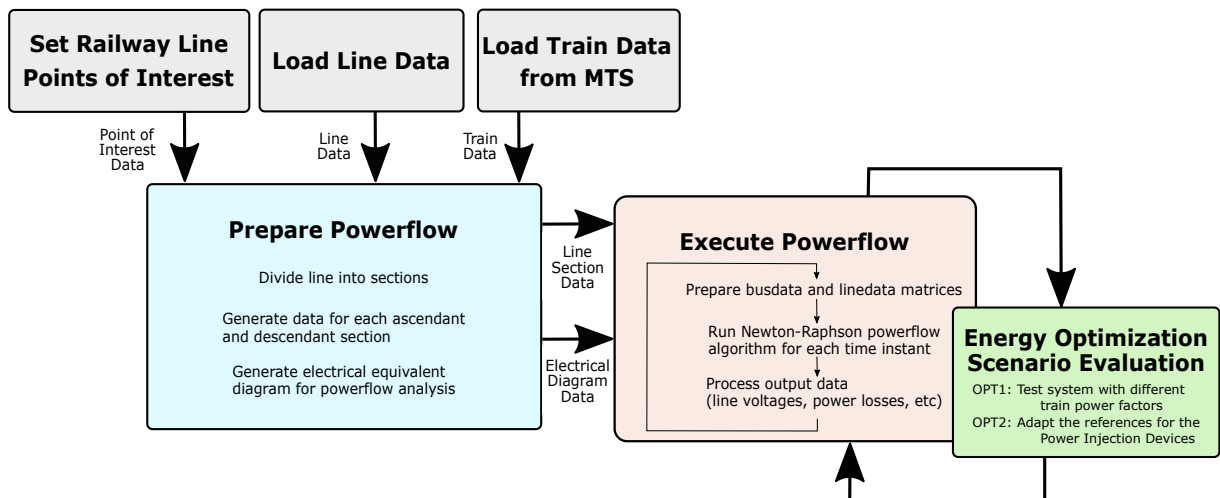 Set Railway Line
Points of Interest
Load Line Data
Load Train Data
from MTS
Point of
Interest
Data
Line
Data
Train
Data
Prepare Powerflow
Divide line into sections
Generate data for each ascendant
and descendant section
Generate electrical equivalent
diagram for powerflow analysis
Line
Section
Data
Electrical
Diagram
Data
Execute Powerflow
Prepare busdata and linedata matrices
Run Newton-Raphson powerflow
algorithm for each time instant
Process output data
(line voltages, power losses, etc)
Energy Optimization
Scenario Evaluation
OPT1: Test system with different
train power factors
OPT2: Adapt the references for the
Power Injection Devices